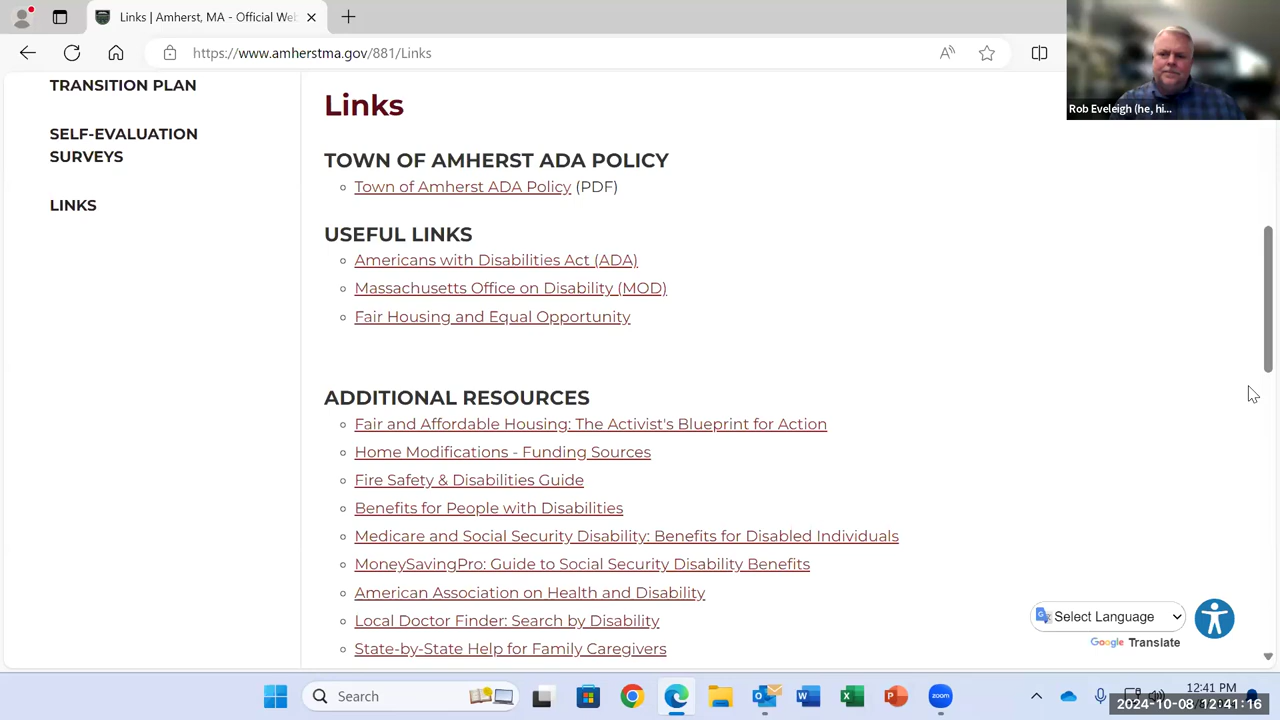 Links | Amherst, MA - Official Web
https://www.amherstma.gov/881/Links
Rob Eveleigh (he, hi...
TRANSITION PLAN
SELF-EVALUATION
SURVEYS
LINKS
Links
TOWN OF AMHERST ADA POLICY
Town of Amherst ADA Policy (PDF)
USEFUL LINKS
Americans with Disabilities Act (ADA)
Massachusetts Office on Disability (MOD)
Fair Housing and Equal Opportunity
ADDITIONAL RESOURCES
Fair and Affordable Housing: The Activist's Blueprint for Action
Home Modifications - Funding Sources
Fire Safety & Disabilities Guide
Benefits for People with Disabilities
Medicare and Social Security Disability: Benefits for Disabled Individuals
MoneySavingPro: Guide to Social Security Disability Benefits
American Association on Health and Disability
Local Doctor Finder: Search by Disability
State-by-State Help for Family Caregivers
Select Language
Google Translate
Search
zoom
12:41 PM
2024-10-08 12:41:16